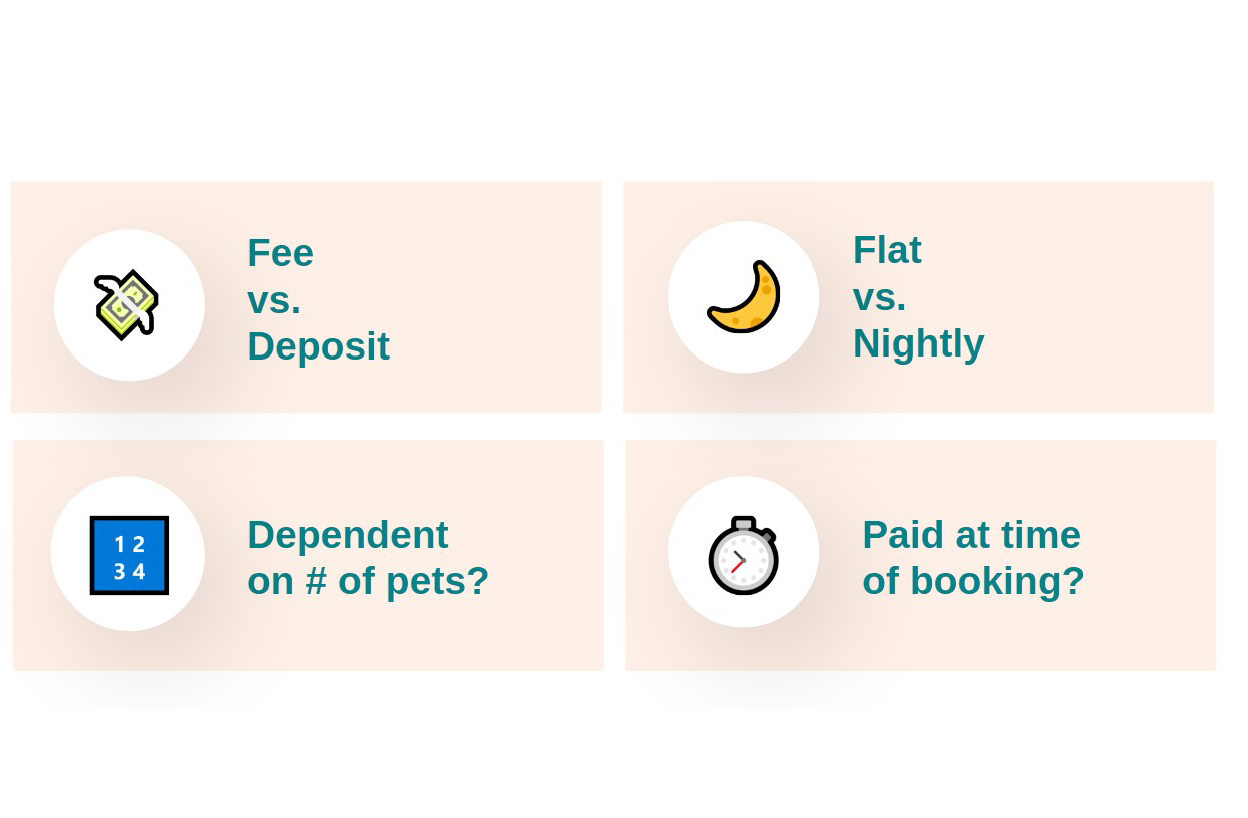 Fee
vs.
Deposit
Flat
vs.
Nightly
1 2
3 4
Dependent
on # of pets?
Paid at time
of booking?